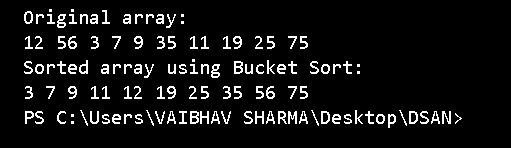 Original array:
12 56 3 7 9 35 11 19 25 75
Sorted array using Bucket Sort:
3 7 9 11 12 19 25 35 56 75
PS C:\Users\VAIBHAV SHARMA\Desktop\DSAN>